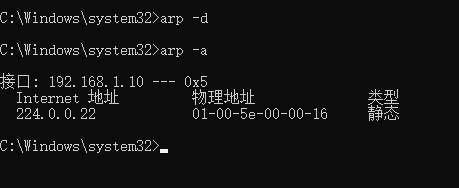 C:\Windows\system32>arp -d
C:\Windows\system32>arp -a
接口: 192.168.1.10 --- 0x5
Internet 地址 物理地址 类型
224.0.0.22 01-00-5e-00-00-16 静态
C:\Windows\system32>